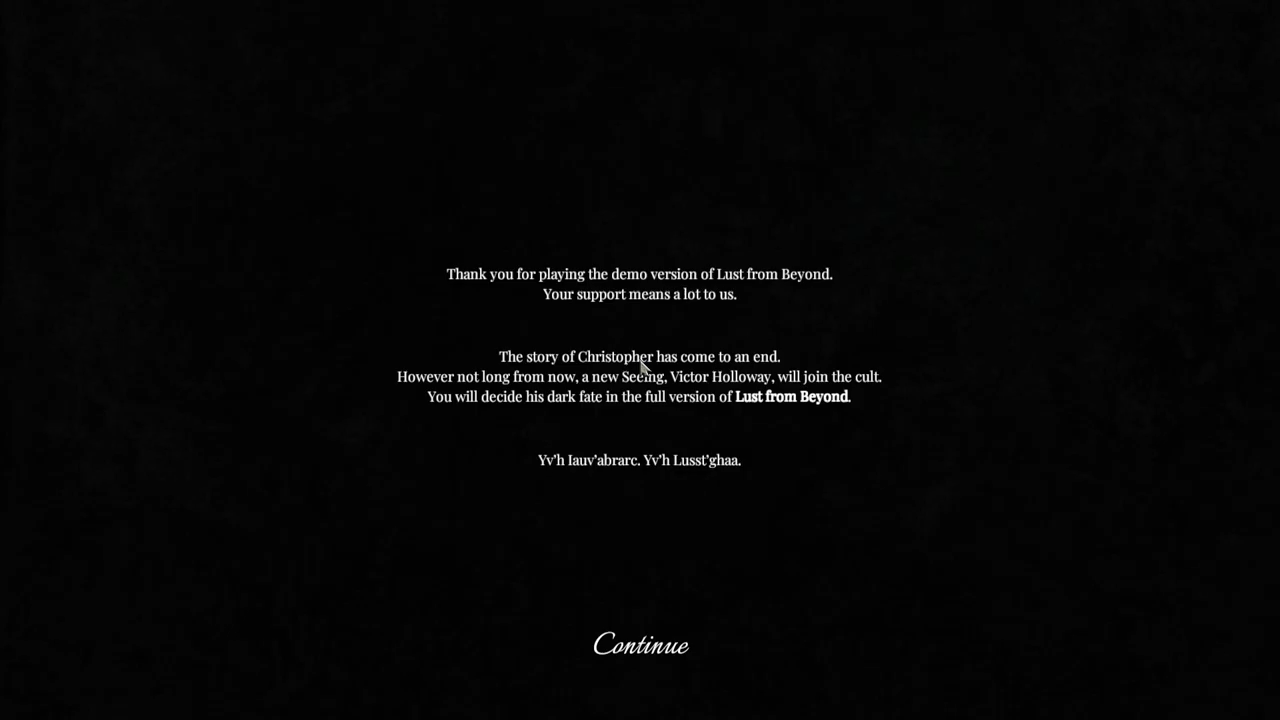 Thank you for playing the demo version of Lust from Beyond.
Your support means a lot to us.
The story of Christopher has come to an end.
However not long from now, a new Seeing, Victor Holloway, will join the cult.
You will decide his dark fate in the full version of Lust from Beyond.
Yv'h Iauv'abrarc. Yv'h Lusst'ghaa.
Continue